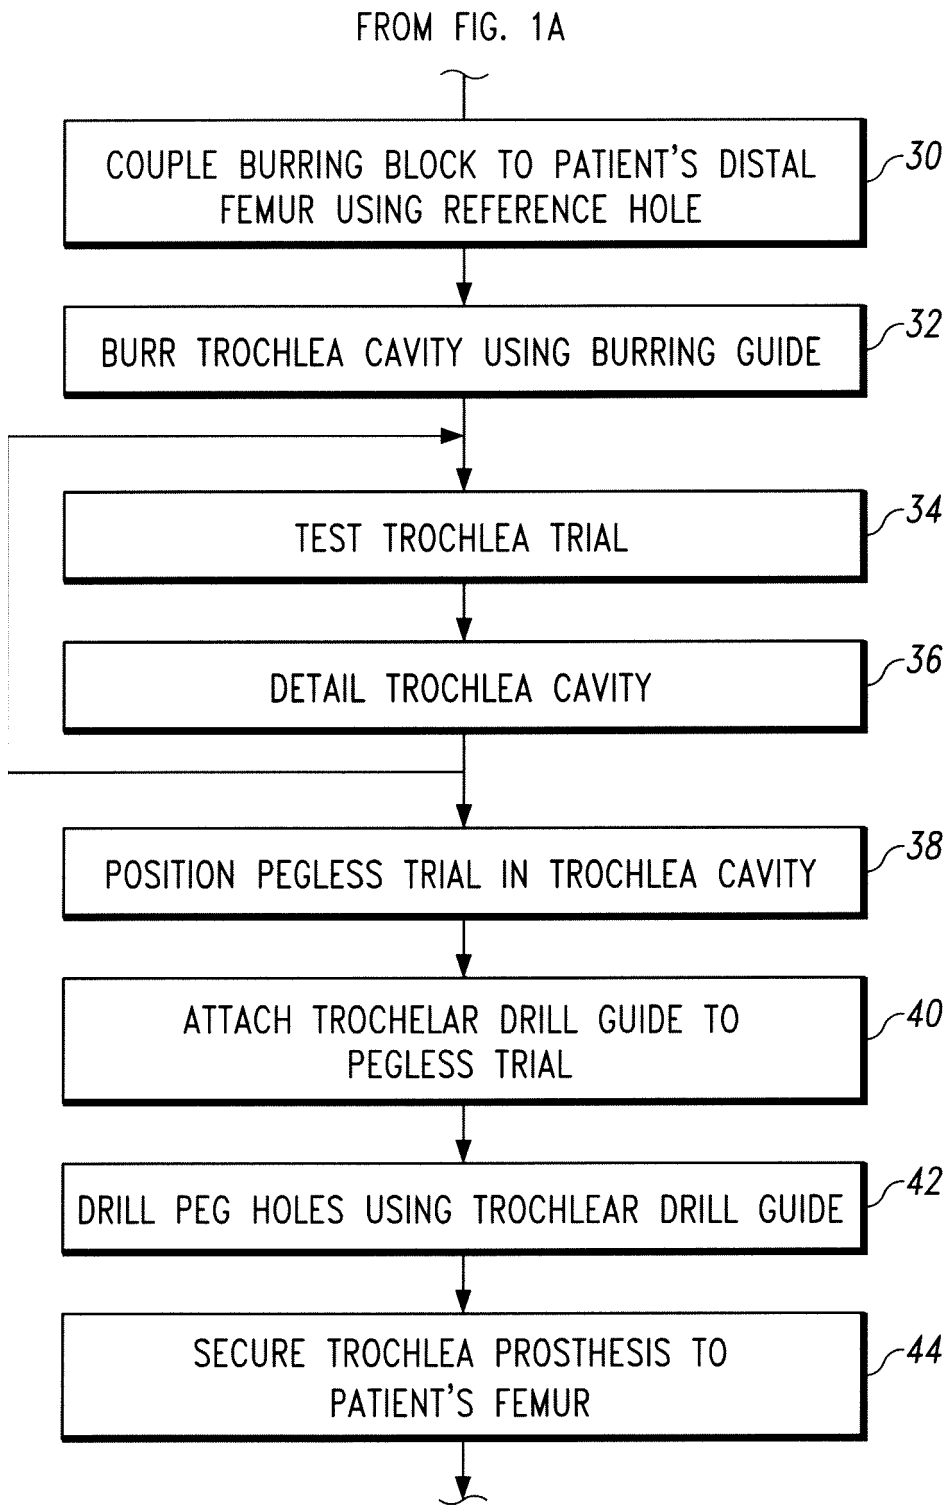 FROM FIG. 1A
COUPLE BURRING BLOCK TO PATIENT'S DISTAL
FEMUR USING REFERENCE HOLE
30
BURR TROCHLEA CAVITY USING BURRING GUIDE
32
TEST TROCHLEA TRIAL
34
DETAIL TROCHLEA CAVITY
36
POSITION PEGLESS TRIAL IN TROCHLEA CAVITY
38
ATTACH TROCHELAR DRILL GUIDE TO
PEGLESS TRIAL
40
DRILL PEG HOLES USING TROCHLEAR DRILL GUIDE
42
SECURE TROCHLEA PROSTHESIS TO
PATIENT'S FEMUR
44